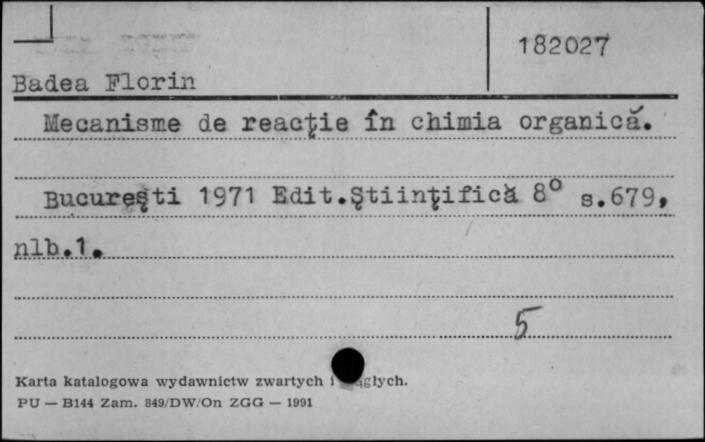 182027
Badea Florin
Mecanisme de reacţie în chimia organică.
Bucureşti 1971 Edit.Ştiinţifică 8° s.679,
nlb.1.
5
Karta katalogowa wydawnictw zwartych i
PU — B144 Zam. 849/DW/On ZGG — 1991